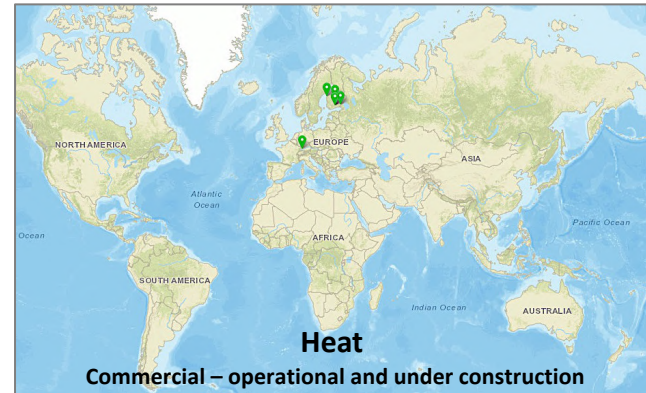 NORTH AMERICA
EUROPE
ASIA
Atlantic
Ocean
Pacific Ocean
Ocean
AFRICA
SOUTH AMERICA
Indian Ocean
AUSTRALIA
Heat
Commercial – operational and under construction